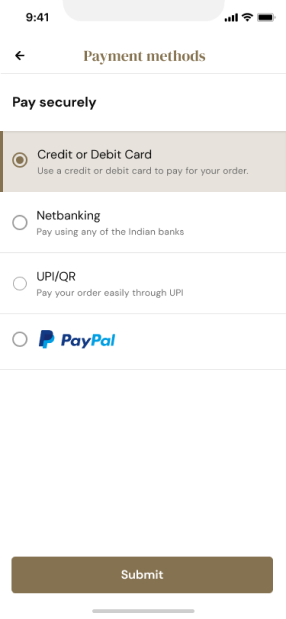 9:41
Payment methods
Pay securely
Credit or Debit Card
Use a credit or debit card to pay for your order.
Netbanking
Pay using any of the Indian banks
UPI/QR
Pay your order easily through UPI
PayPal
Submit